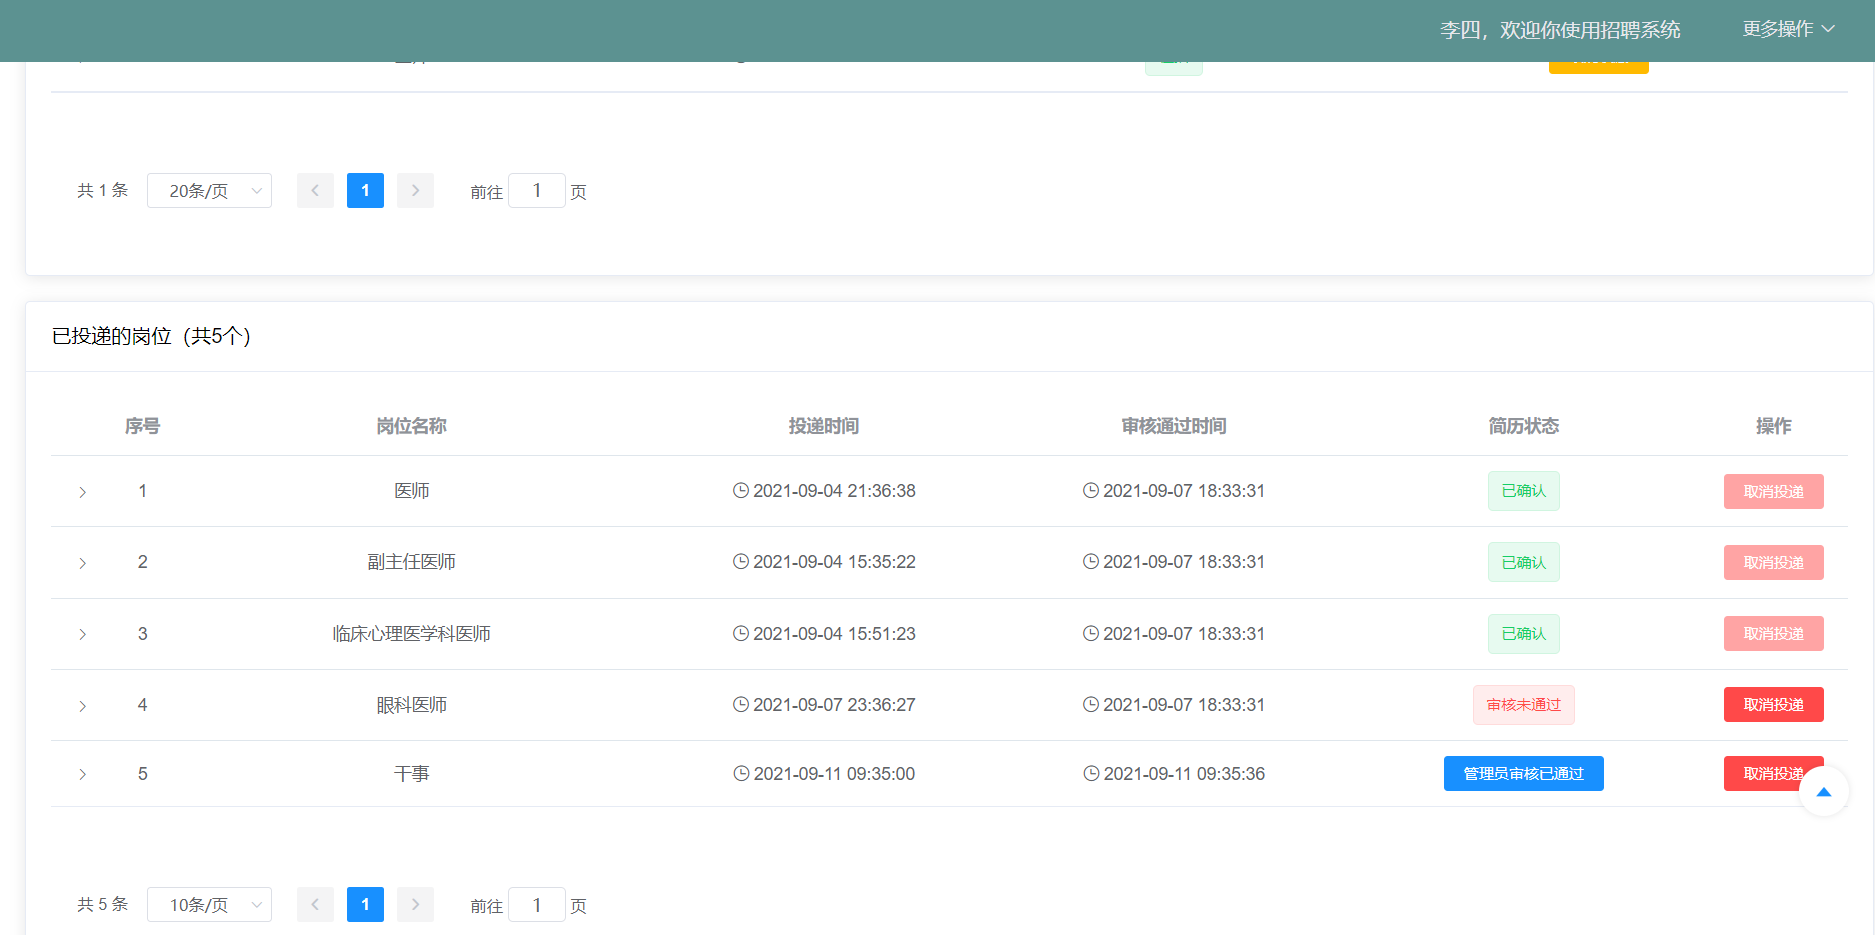 李四，欢迎你使用招聘系统 更多操作
共 1 条 20条/页 1 前往 1 页
已投递的岗位（共5个）
序号 岗位名称 投递时间 审核通过时间 简历状态 操作
1 医师 2021-09-04 21:36:38 2021-09-07 18:33:31 已确认 取消投递
2 副主任医师 2021-09-04 15:35:22 2021-09-07 18:33:31 已确认 取消投递
3 临床心理医学科医师 2021-09-04 15:51:23 2021-09-07 18:33:31 已确认 取消投递
4 眼科医师 2021-09-07 23:36:27 2021-09-07 18:33:31 审核未通过 取消投递
5 干事 2021-09-11 09:35:00 2021-09-11 09:35:36 管理员审核已通过 取消投递
共 5 条 10条/页 1 前往 1 页